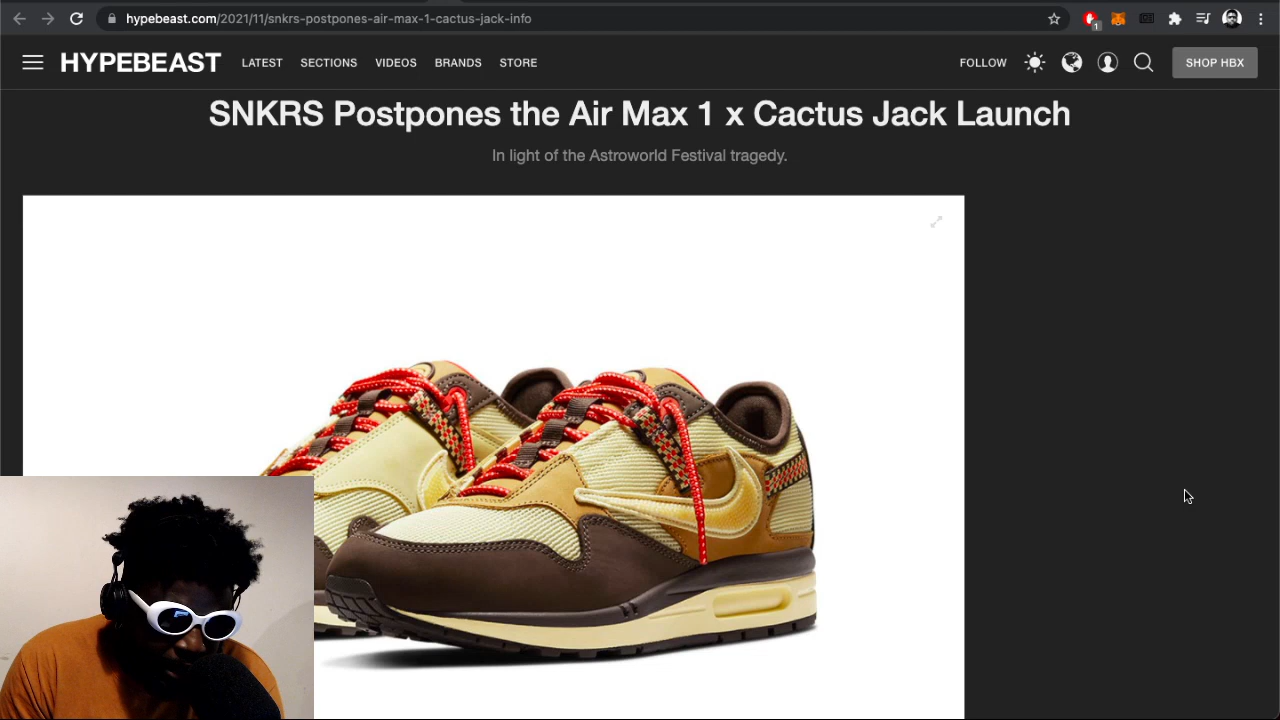 hypebeast.com/2021/11/snkrs-postpones-air-max-1-cactus-jack-info
1
HYPEBEAST LATEST SECTIONS VIDEOS BRANDS STORE FOLLOW SHOP HBX
SNKRS Postpones the Air Max 1 x Cactus Jack Launch
In light of the Astroworld Festival tragedy.